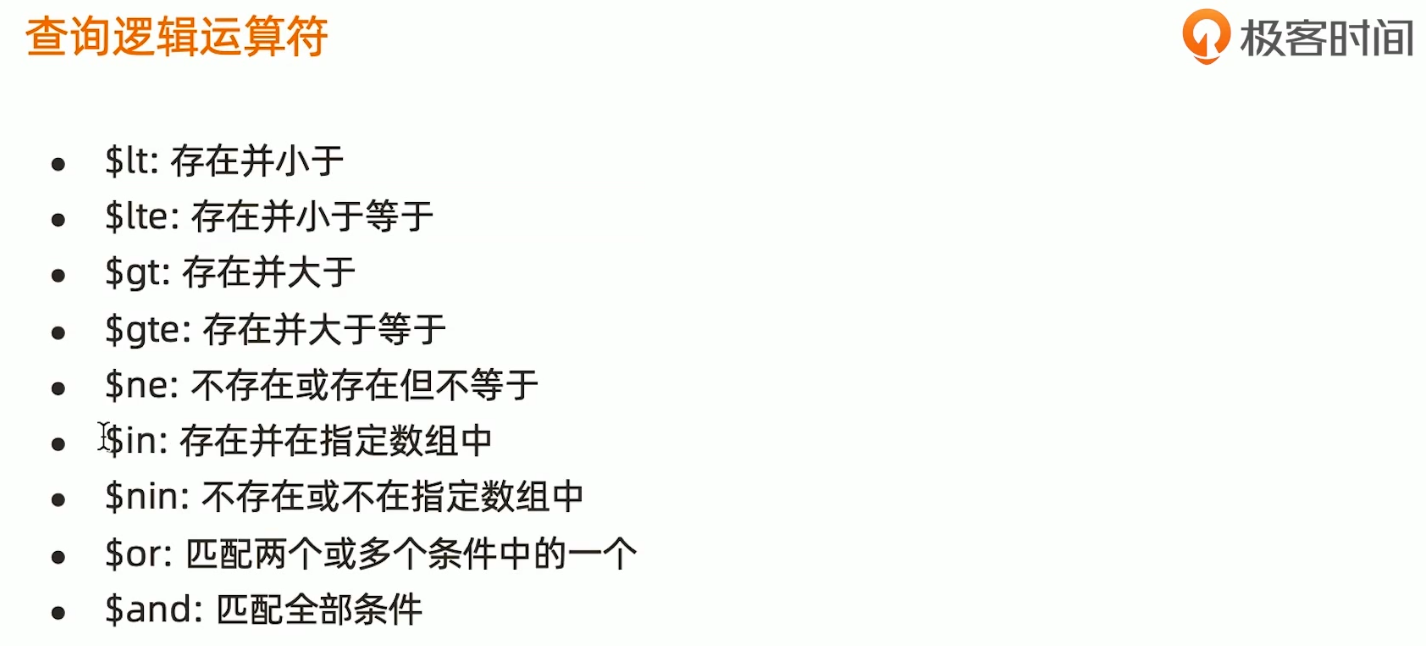 查询逻辑运算符
极客时间
• $lt: 存在并小于
• $lte: 存在并小于等于
• $gt: 存在并大于
• $gte: 存在并大于等于
• $ne: 不存在或存在但不等于
• $in: 存在并在指定数组中
• $nin: 不存在或不在指定数组中
• $or: 匹配两个或多个条件中的一个
• $and: 匹配全部条件